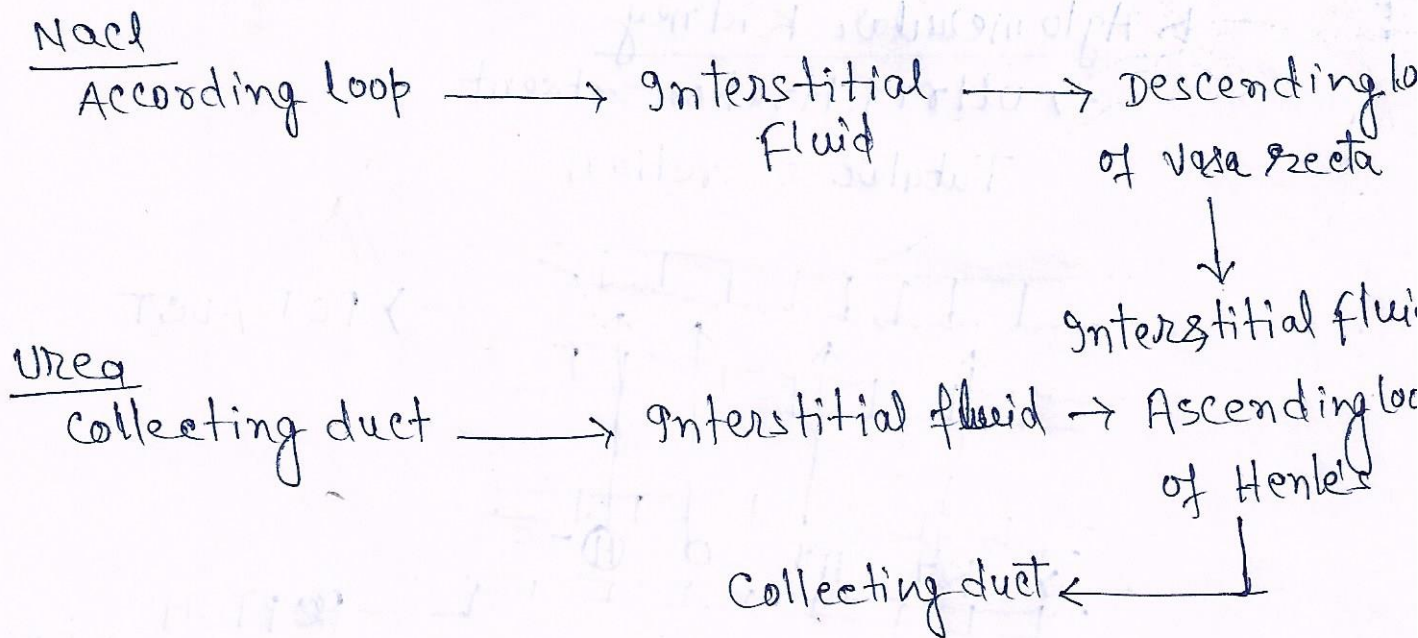 Nacl
According loop → Interstitial → Descending lo
Fluid of vasa recta
↓
Interstitial flui
Urea
Collecting duct → Interstitial fluid → Ascending loo
of Henle's
Collecting duct ←